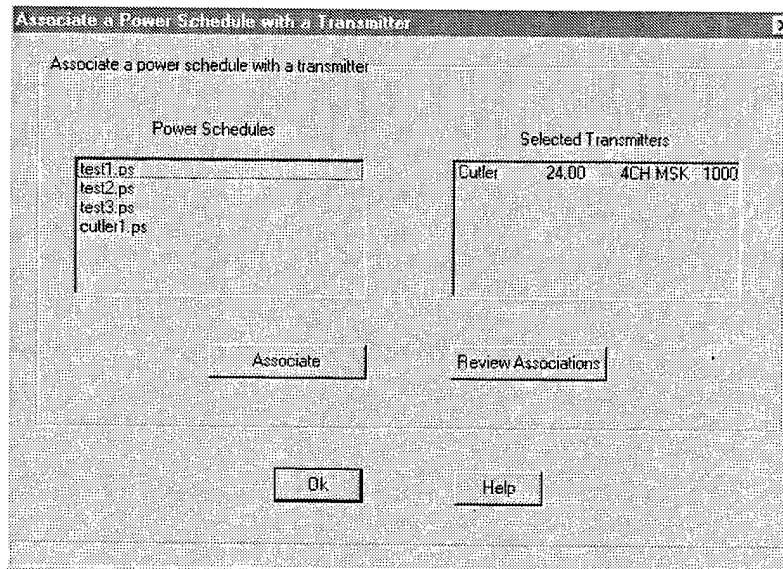 Associate a Power Schedule with a Transmitter
Associate a power schedule with a transmitter
Power Schedules
Selected Transmitters
test1.ps
test2.ps
test3.ps
cutler1.ps
Cutler 24.00 4CH MSK 1000
Associate
Review Associations
Ok
Help